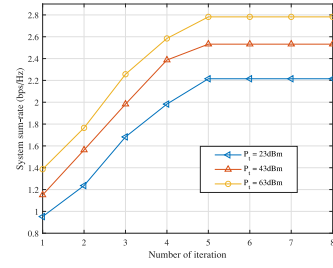 2.8
2.6
2.4
2.2
2
1.8
1.6
1.4
1.2
1
0.8
System sum-rate (bps/Hz)
P_t = 23dBm
P_t = 43dBm
P_t = 63dBm
1 2 3 4 5 6 7 8
Number of iteration